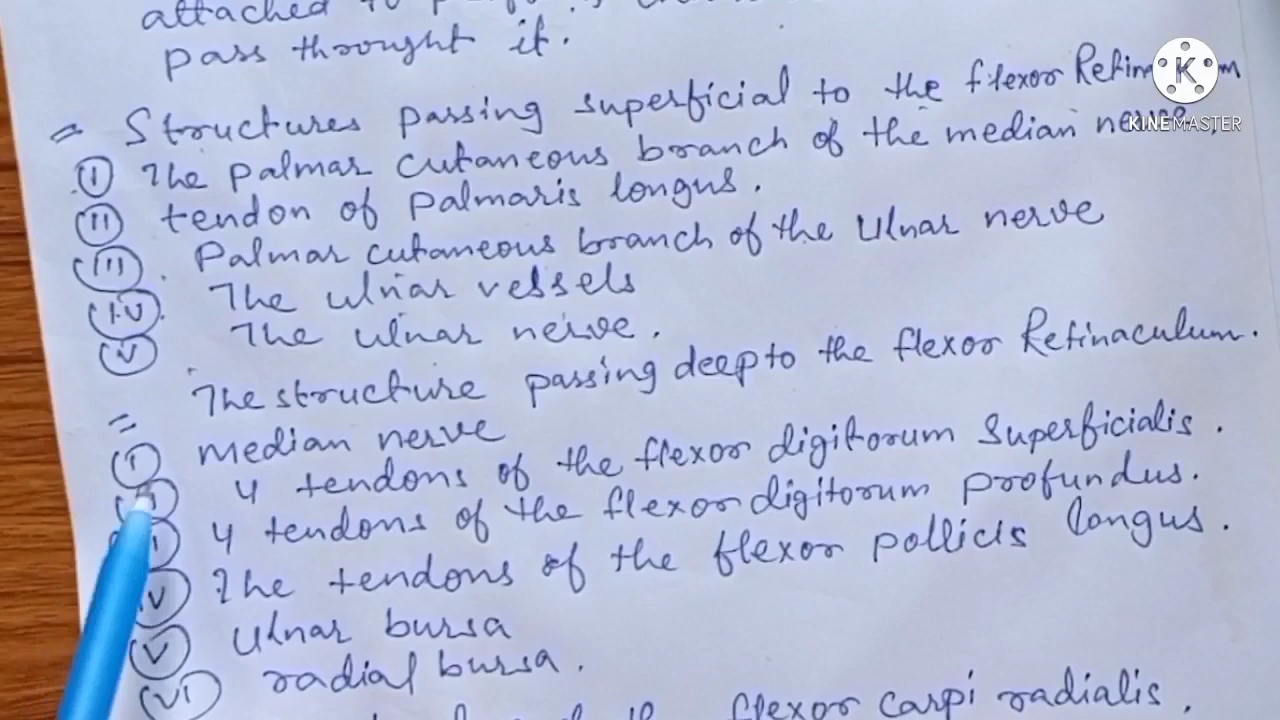 attached to
pass throught it.
= Structures passing superficial to the flexor
(I) The palmar cutaneous branch of the median nerve
(II) tendon of palmaris longus.
(III) Palmar cutaneous branch of the Ulnar nerve
(IV) The ulnar vessels
(V) The ulnar nerve.
= The structure passing deep to the flexor Retinaculum.
(I) median nerve
4 tendons of the flexor digitorum Superficialis.
4 tendons of the flexor digitorum profundus.
(IV) The tendons of the flexor pollicis longus.
(V) Ulnar bursa
(VI) radial bursa.
flexor carpi radialis.
K
KINEMASTER